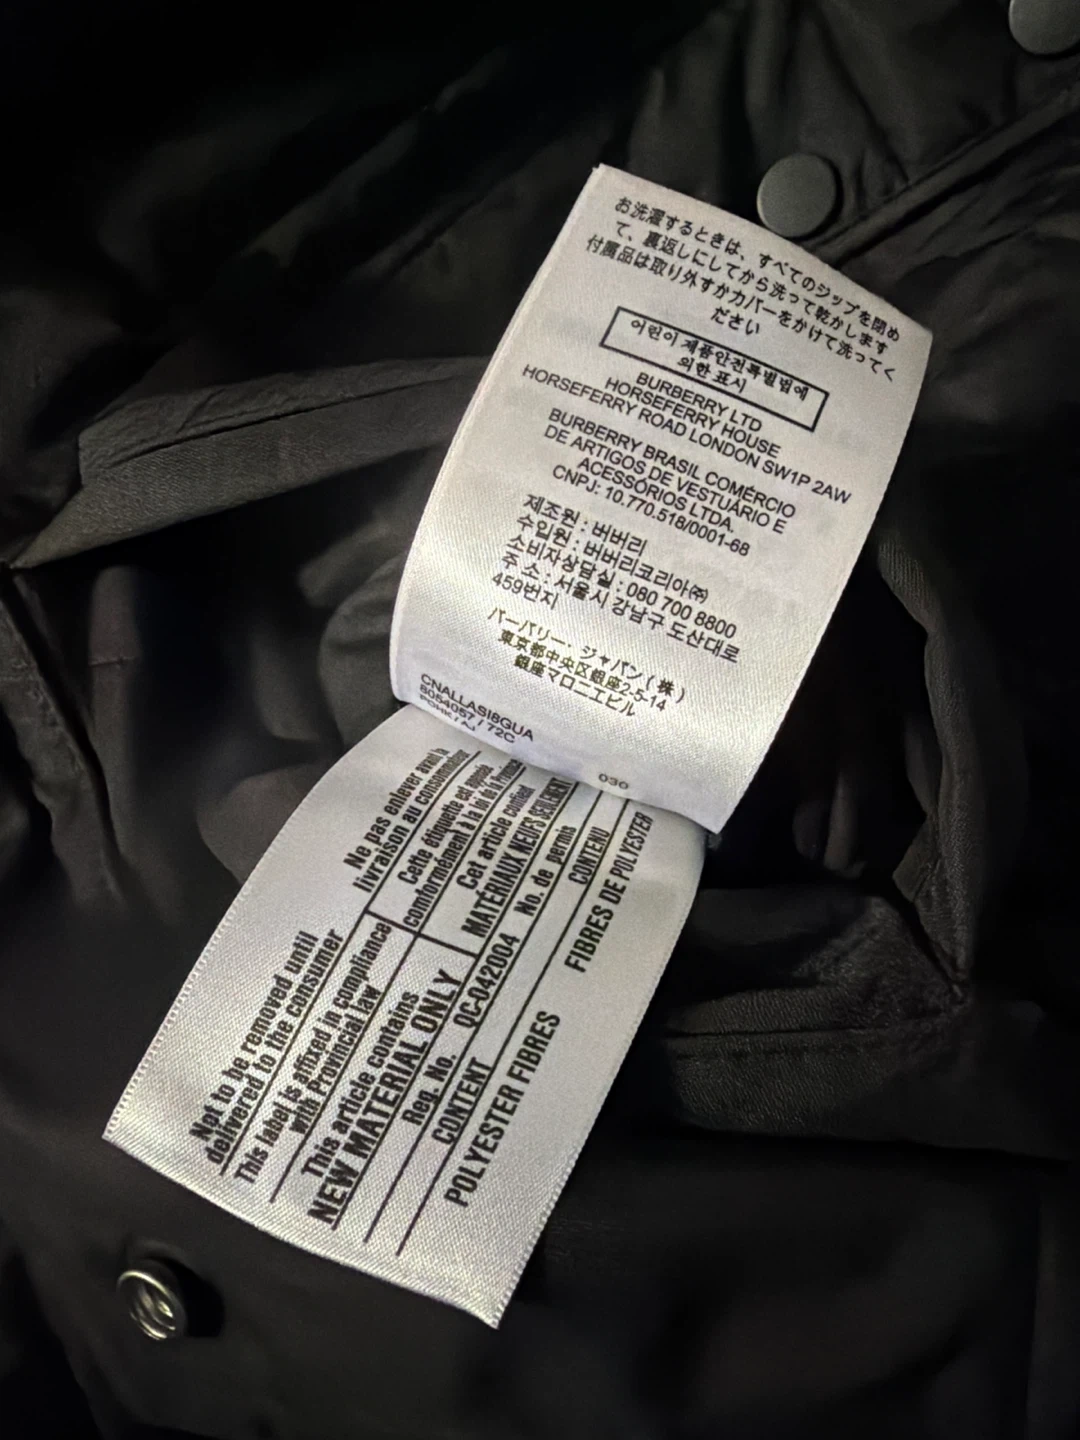 お洗濯するときは、すべてのジップを閉め
て、裏返しにしてから洗って乾かします
付属品は取り外すかカバーをかけて洗ってく
ださい
어린이 제품안전특별법에
의한 표시
BURBERRY LTD
HORSEFERRY HOUSE
HORSEFERRY ROAD LONDON SW1P 2AW
BURBERRY BRASIL COMÉRCIO
DE ARTIGOS DE VESTUÁRIO E
ACESSÓRIOS LTDA.
CNPJ: 10.770.518/0001-68
제조원 : 버버리
수입원 : 버버리코리아㈜
소비자상담실 : 080 700 8800
주 소 : 서울시 강남구 도산대로
459번지
バーバリー・ジャパン(株)
東京都中央区銀座2-5-14
銀座マロニエビル
CNALLASI8GUA
8054057 / 72C
030
Not to be removed until
delivered to the consumer
This label is affixed in compliance
with Provincial law
This article contains
NEW MATERIAL ONLY
Reg. No. QC-042004 No. de permis
CONTENT
POLYESTER FIBRES
Ne pas enlever avant la
livraison au consommateur
Cette étiquette est apposée
conformément à la loi de la
Cet article contient
MATÉRIAUX NEUFS SEULEMENT
CONTENU
FIBRES DE POLYESTER